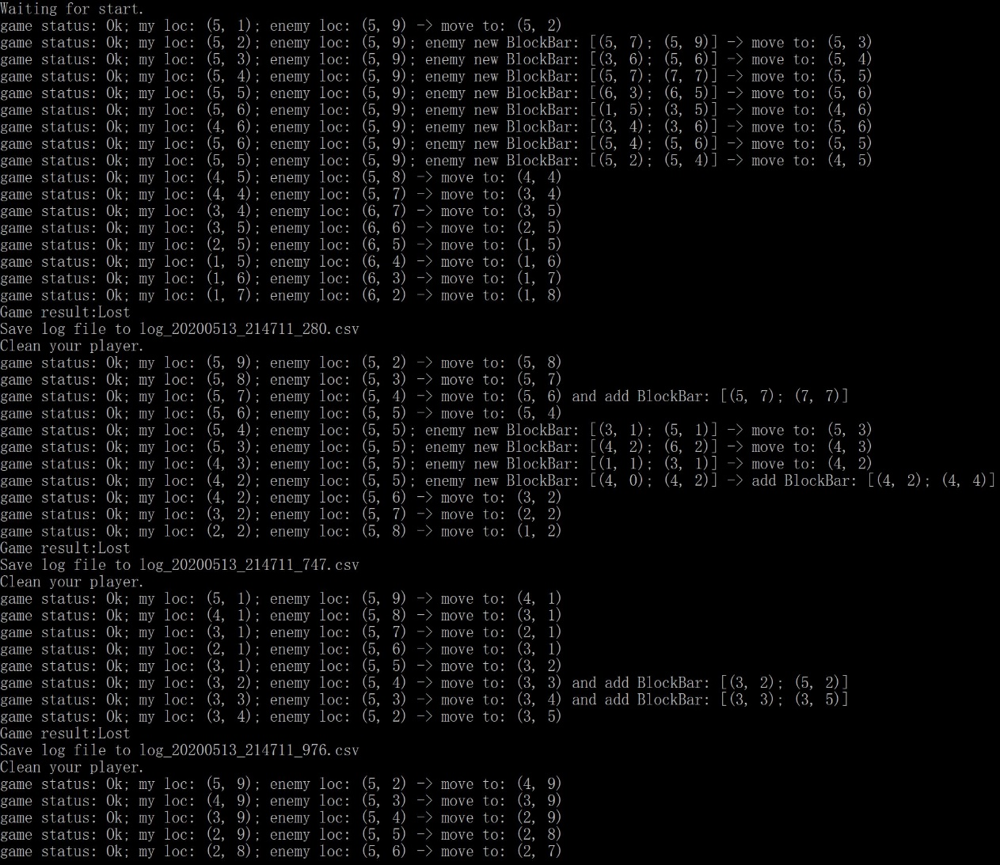 Waiting for start.
game status: Ok; my loc: (5, 1); enemy loc: (5, 9) -> move to: (5, 2)
game status: Ok; my loc: (5, 2); enemy loc: (5, 9); enemy new BlockBar: [(5, 7); (5, 9)] -> move to: (5, 3)
game status: Ok; my loc: (5, 3); enemy loc: (5, 9); enemy new BlockBar: [(3, 6); (5, 6)] -> move to: (5, 4)
game status: Ok; my loc: (5, 4); enemy loc: (5, 9); enemy new BlockBar: [(5, 7); (7, 7)] -> move to: (5, 5)
game status: Ok; my loc: (5, 5); enemy loc: (5, 9); enemy new BlockBar: [(6, 3); (6, 5)] -> move to: (5, 6)
game status: Ok; my loc: (5, 6); enemy loc: (5, 9); enemy new BlockBar: [(1, 5); (3, 5)] -> move to: (4, 6)
game status: Ok; my loc: (4, 6); enemy loc: (5, 9); enemy new BlockBar: [(3, 4); (3, 6)] -> move to: (5, 6)
game status: Ok; my loc: (5, 6); enemy loc: (5, 9); enemy new BlockBar: [(5, 4); (5, 6)] -> move to: (5, 5)
game status: Ok; my loc: (5, 5); enemy loc: (5, 9); enemy new BlockBar: [(5, 2); (5, 4)] -> move to: (4, 5)
game status: Ok; my loc: (4, 5); enemy loc: (5, 8) -> move to: (4, 4)
game status: Ok; my loc: (4, 4); enemy loc: (5, 7) -> move to: (3, 4)
game status: Ok; my loc: (3, 4); enemy loc: (6, 7) -> move to: (3, 5)
game status: Ok; my loc: (3, 5); enemy loc: (6, 6) -> move to: (2, 5)
game status: Ok; my loc: (2, 5); enemy loc: (6, 5) -> move to: (1, 5)
game status: Ok; my loc: (1, 5); enemy loc: (6, 4) -> move to: (1, 6)
game status: Ok; my loc: (1, 6); enemy loc: (6, 3) -> move to: (1, 7)
game status: Ok; my loc: (1, 7); enemy loc: (6, 2) -> move to: (1, 8)
Game result:Lost
Save log file to log_20200513_214711_280.csv
Clean your player.
game status: Ok; my loc: (5, 9); enemy loc: (5, 2) -> move to: (5, 8)
game status: Ok; my loc: (5, 8); enemy loc: (5, 3) -> move to: (5, 7)
game status: Ok; my loc: (5, 7); enemy loc: (5, 4) -> move to: (5, 6) and add BlockBar: [(5, 7); (7, 7)]
game status: Ok; my loc: (5, 6); enemy loc: (5, 5) -> move to: (5, 4)
game status: Ok; my loc: (5, 4); enemy loc: (5, 5); enemy new BlockBar: [(3, 1); (5, 1)] -> move to: (5, 3)
game status: Ok; my loc: (5, 3); enemy loc: (5, 5); enemy new BlockBar: [(4, 2); (6, 2)] -> move to: (4, 3)
game status: Ok; my loc: (4, 3); enemy loc: (5, 5); enemy new BlockBar: [(1, 1); (3, 1)] -> move to: (4, 2)
game status: Ok; my loc: (4, 2); enemy loc: (5, 5); enemy new BlockBar: [(4, 0); (4, 2)] -> add BlockBar: [(4, 2); (4, 4)]
game status: Ok; my loc: (4, 2); enemy loc: (5, 6) -> move to: (3, 2)
game status: Ok; my loc: (3, 2); enemy loc: (5, 7) -> move to: (2, 2)
game status: Ok; my loc: (2, 2); enemy loc: (5, 8) -> move to: (1, 2)
Game result:Lost
Save log file to log_20200513_214711_747.csv
Clean your player.
game status: Ok; my loc: (5, 1); enemy loc: (5, 9) -> move to: (4, 1)
game status: Ok; my loc: (4, 1); enemy loc: (5, 8) -> move to: (3, 1)
game status: Ok; my loc: (3, 1); enemy loc: (5, 7) -> move to: (2, 1)
game status: Ok; my loc: (2, 1); enemy loc: (5, 6) -> move to: (3, 1)
game status: Ok; my loc: (3, 1); enemy loc: (5, 5) -> move to: (3, 2)
game status: Ok; my loc: (3, 2); enemy loc: (5, 4) -> move to: (3, 3) and add BlockBar: [(3, 2); (5, 2)]
game status: Ok; my loc: (3, 3); enemy loc: (5, 3) -> move to: (3, 4) and add BlockBar: [(3, 3); (3, 5)]
game status: Ok; my loc: (3, 4); enemy loc: (5, 2) -> move to: (3, 5)
Game result:Lost
Save log file to log_20200513_214711_976.csv
Clean your player.
game status: Ok; my loc: (5, 9); enemy loc: (5, 2) -> move to: (4, 9)
game status: Ok; my loc: (4, 9); enemy loc: (5, 3) -> move to: (3, 9)
game status: Ok; my loc: (3, 9); enemy loc: (5, 4) -> move to: (2, 9)
game status: Ok; my loc: (2, 9); enemy loc: (5, 5) -> move to: (2, 8)
game status: Ok; my loc: (2, 8); enemy loc: (5, 6) -> move to: (2, 7)